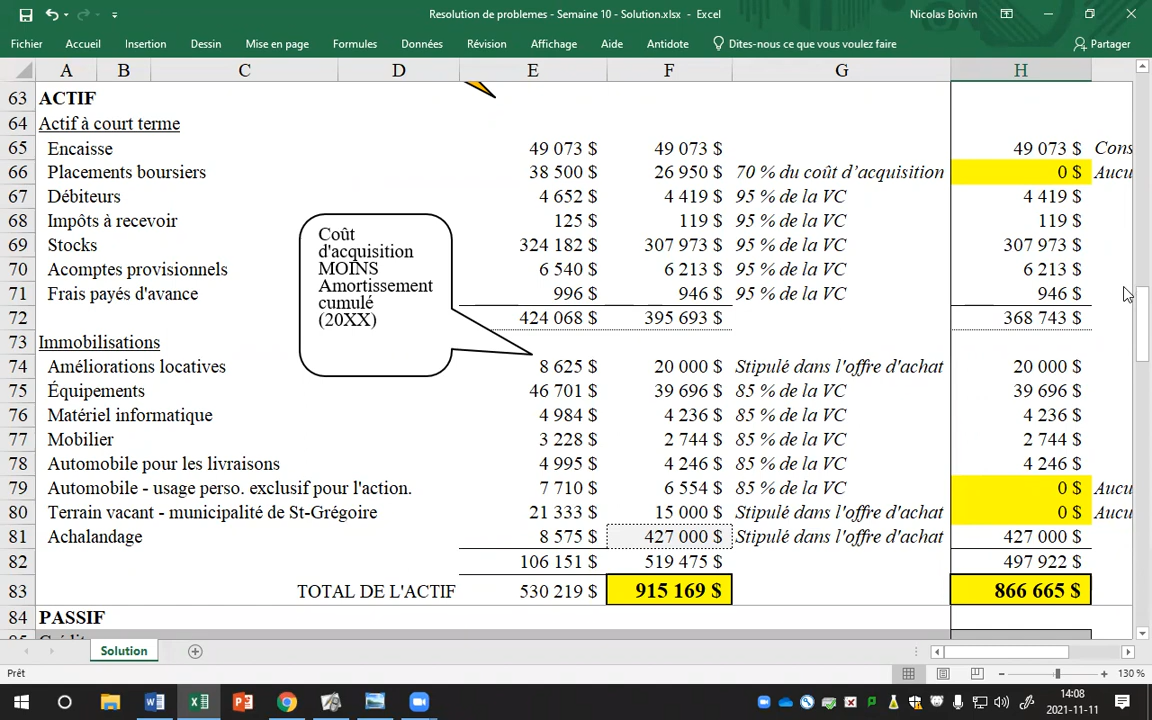 Resolution de problemes - Semaine 10 - Solution.xlsx - Excel
Nicolas Boivin
Fichier Accueil Insertion Dessin Mise en page Formules Données Révision Affichage Aide Antidote Dites-nous ce que vous voulez faire Partager
A B C D E F G H
63 ACTIF
64 Actif à court terme
65 Encaisse 49 073 $ 49 073 $ 49 073 $ Cons
66 Placements boursiers 38 500 $ 26 950 $ 70 % du coût d'acquisition 0 $ Aucu
67 Débiteurs 4 652 $ 4 419 $ 95 % de la VC 4 419 $
68 Impôts à recevoir 125 $ 119 $ 95 % de la VC 119 $
69 Stocks 324 182 $ 307 973 $ 95 % de la VC 307 973 $
70 Acomptes provisionnels 6 540 $ 6 213 $ 95 % de la VC 6 213 $
71 Frais payés d'avance 996 $ 946 $ 95 % de la VC 946 $
72 424 068 $ 395 693 $ 368 743 $
Coût
d'acquisition
MOINS
Amortissement
cumulé
(20XX)
73 Immobilisations
74 Améliorations locatives 8 625 $ 20 000 $ Stipulé dans l'offre d'achat 20 000 $
75 Équipements 46 701 $ 39 696 $ 85 % de la VC 39 696 $
76 Matériel informatique 4 984 $ 4 236 $ 85 % de la VC 4 236 $
77 Mobilier 3 228 $ 2 744 $ 85 % de la VC 2 744 $
78 Automobile pour les livraisons 4 995 $ 4 246 $ 85 % de la VC 4 246 $
79 Automobile - usage perso. exclusif pour l'action. 7 710 $ 6 554 $ 85 % de la VC 0 $ Aucu
80 Terrain vacant - municipalité de St-Grégoire 21 333 $ 15 000 $ Stipulé dans l'offre d'achat 0 $ Aucu
81 Achalandage 8 575 $ 427 000 $ Stipulé dans l'offre d'achat 427 000 $
82 106 151 $ 519 475 $ 497 922 $
83 TOTAL DE L'ACTIF 530 219 $ 915 169 $ 866 665 $
84 PASSIF
Solution
Prêt
130 %
14:08
2021-11-11